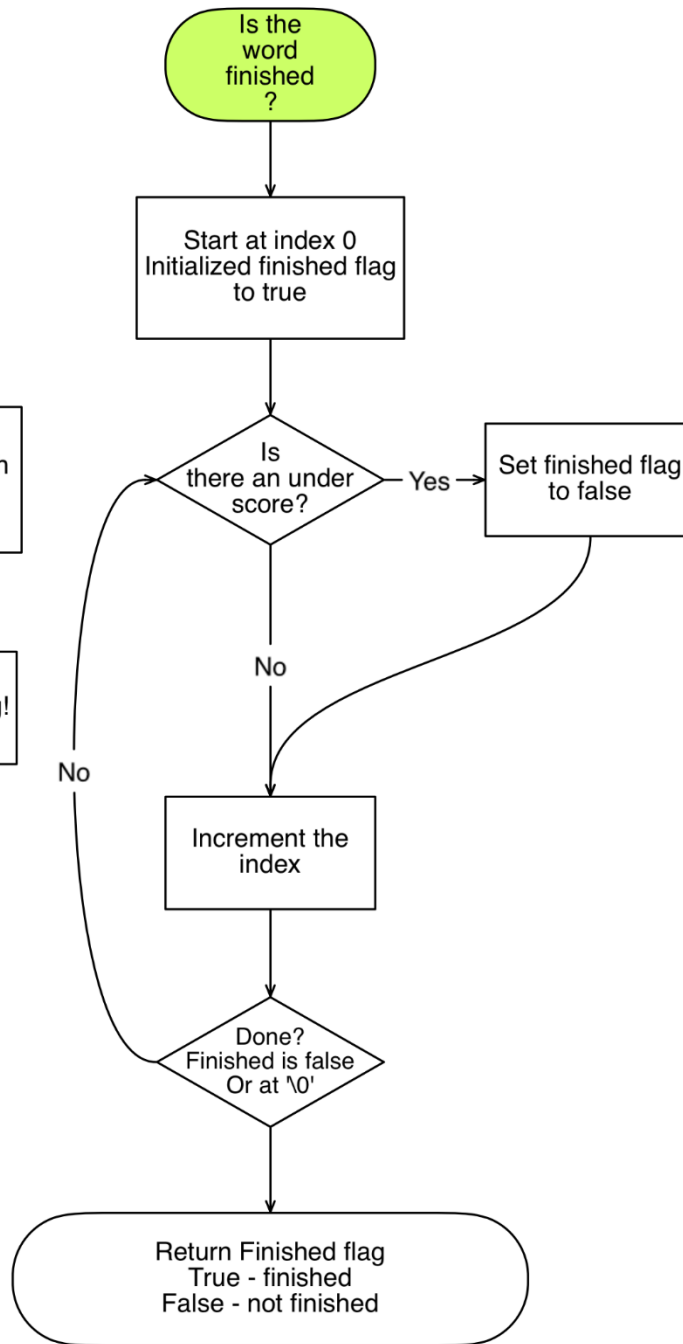 Is the
word
finished
?
Start at index 0
Initialized finished flag
to true
Is
there an under
score?
Yes
Set finished flag
to false
No
No
Increment the
index
Done?
Finished is false
Or at '\0'
Return Finished flag
True - finished
False - not finished